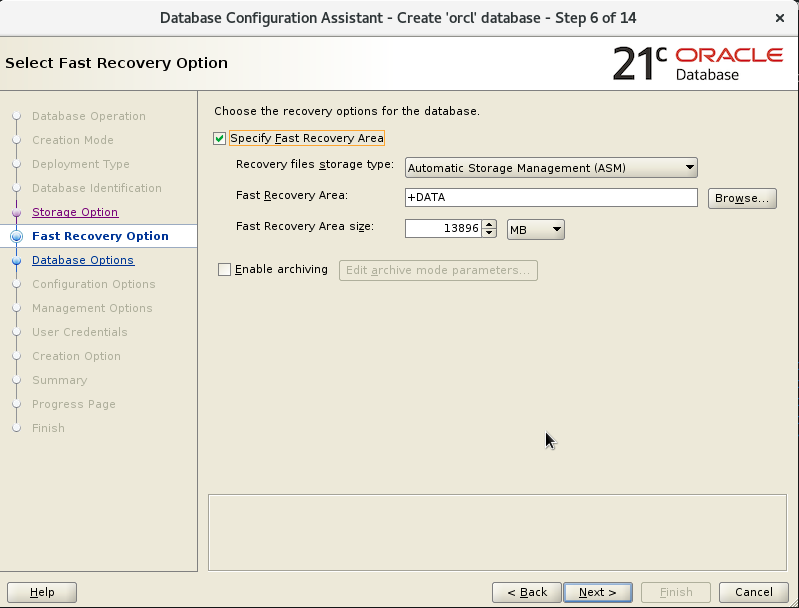 Database Configuration Assistant - Create 'orcl' database - Step 6 of 14
Select Fast Recovery Option
21c ORACLE
Database
Database Operation
Creation Mode
Deployment Type
Database Identification
Storage Option
Fast Recovery Option
Database Options
Configuration Options
Management Options
User Credentials
Creation Option
Summary
Progress Page
Finish
Choose the recovery options for the database.
Specify Fast Recovery Area
Recovery files storage type: Automatic Storage Management (ASM)
Fast Recovery Area: +DATA Browse...
Fast Recovery Area size: 13896 MB
Enable archiving Edit archive mode parameters...
Help < Back Next > Finish Cancel